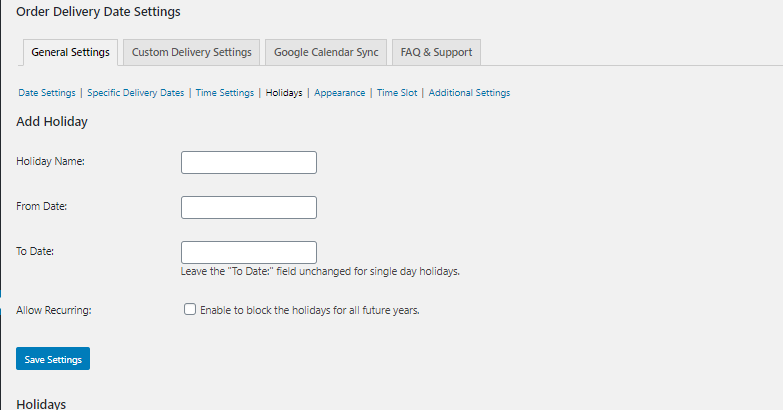 Order Delivery Date Settings
General Settings Custom Delivery Settings Google Calendar Sync FAQ & Support
Date Settings | Specific Delivery Dates | Time Settings | Holidays | Appearance | Time Slot | Additional Settings
Add Holiday
Holiday Name:
From Date:
To Date:
Leave the "To Date:" field unchanged for single day holidays.
Allow Recurring: Enable to block the holidays for all future years.
Save Settings
Holidays